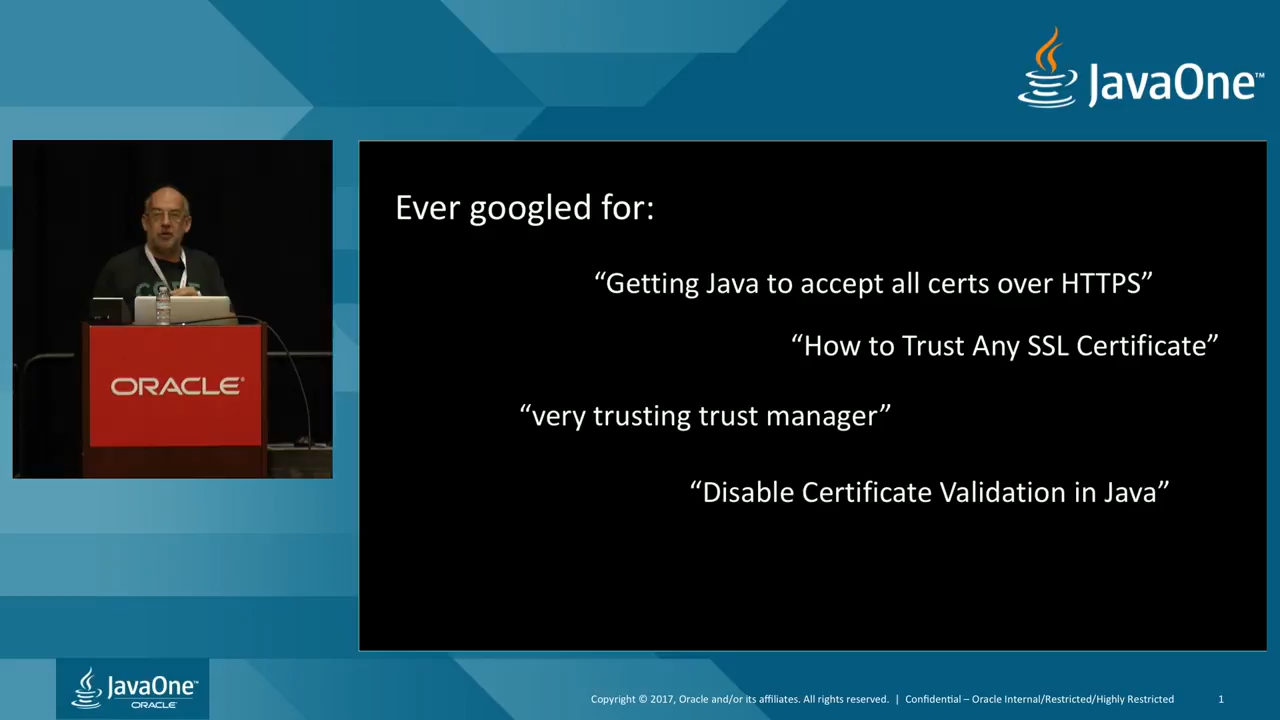 JavaOne™
Ever googled for:
“Getting Java to accept all certs over HTTPS”
“How to Trust Any SSL Certificate”
“very trusting trust manager”
“Disable Certificate Validation in Java”
ORACLE®
JavaOne™
ORACLE®
Copyright © 2017, Oracle and/or its affiliates. All rights reserved. | Confidential – Oracle Internal/Restricted/Highly Restricted 1